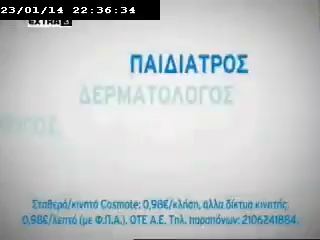 23/01/14 22:36:34
EXTRA 3
ΠΑΙΔΙΑΤΡΟΣ
ΔΕΡΜΑΤΟΛΟΓΟΣ
Σταθερό/κινητό Cosmote: 0,98€/κλήση, άλλα δίκτυα κινητής
0,98€/λεπτό (με Φ.Π.Α.). ΟΤΕ Α.Ε. Τηλ. παραπόνων: 2106241884.